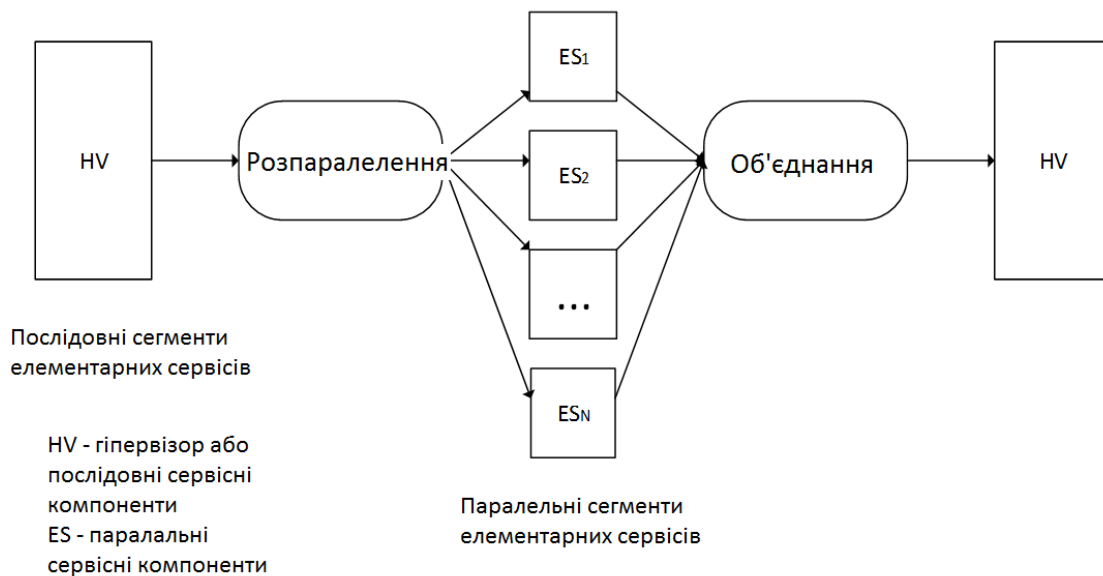 HV
Розпаралелення
ES1
ES2
...
ESN
Об'єднання
HV
Послідовні сегменти
елементарних сервісів
HV - гіпервізор або
послідовні сервісні
компоненти
ES - паралальні
сервісні компоненти
Паралельні сегменти
елементарних сервісів